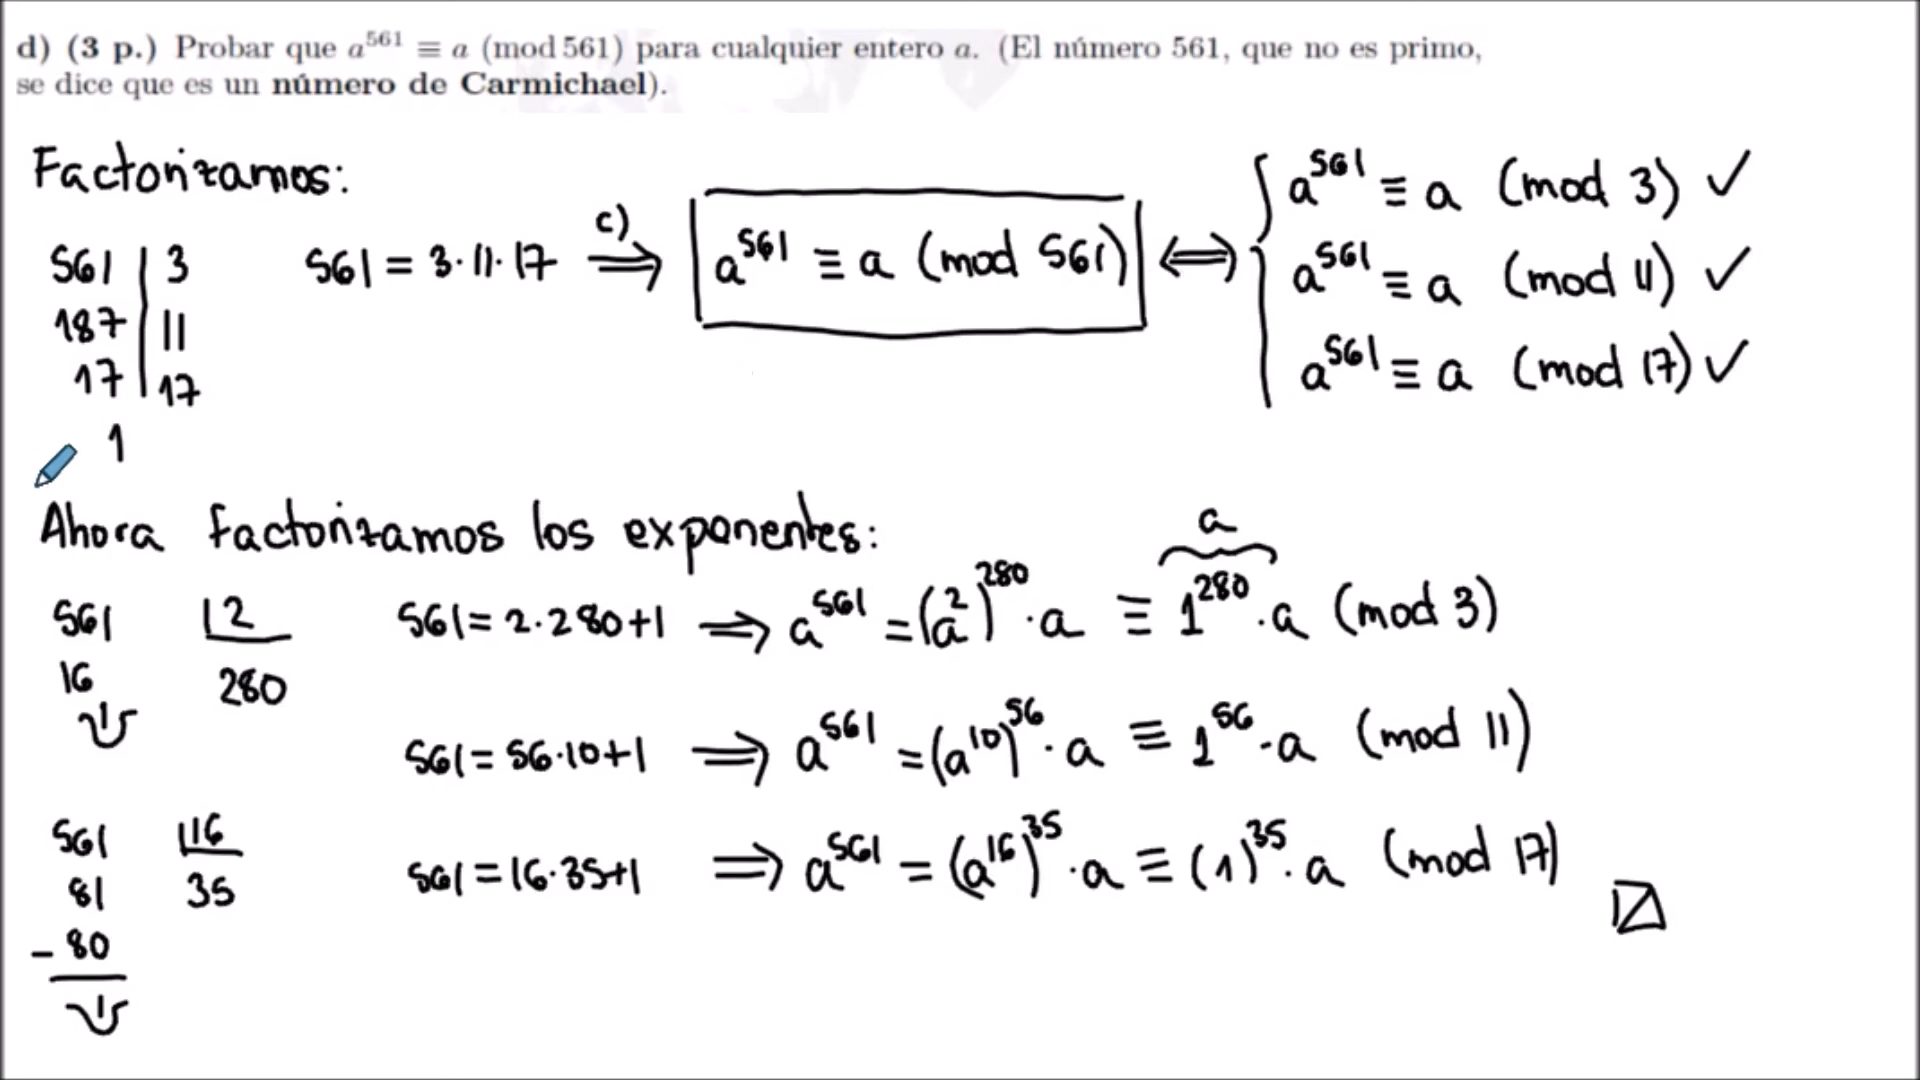 d) (3 p.) Probar que a^561 ≡ a (mod 561) para cualquier entero a. (El número 561, que no es primo,
se dice que es un número de Carmichael).
Factorizamos:
561 | 3
187 | 11
17 | 17
1
561 = 3·11·17 c) ⟹ a^561 ≡ a (mod 561) ⟺ {
a^561 ≡ a (mod 3) ✓
a^561 ≡ a (mod 11) ✓
a^561 ≡ a (mod 17) ✓
Ahora factorizamos los exponentes:
561 |2
16 280
1
a
561 = 2·280+1 ⟹ a^561 = (a^2)^280 · a ≡ 1^280 · a (mod 3)
561 = 56·10+1 ⟹ a^561 = (a^10)^56 · a ≡ 1^56 · a (mod 11)
561 |16
81 35
- 80
1
561 = 16·35+1 ⟹ a^561 = (a^16)^35 · a ≡ (1)^35 · a (mod 17)